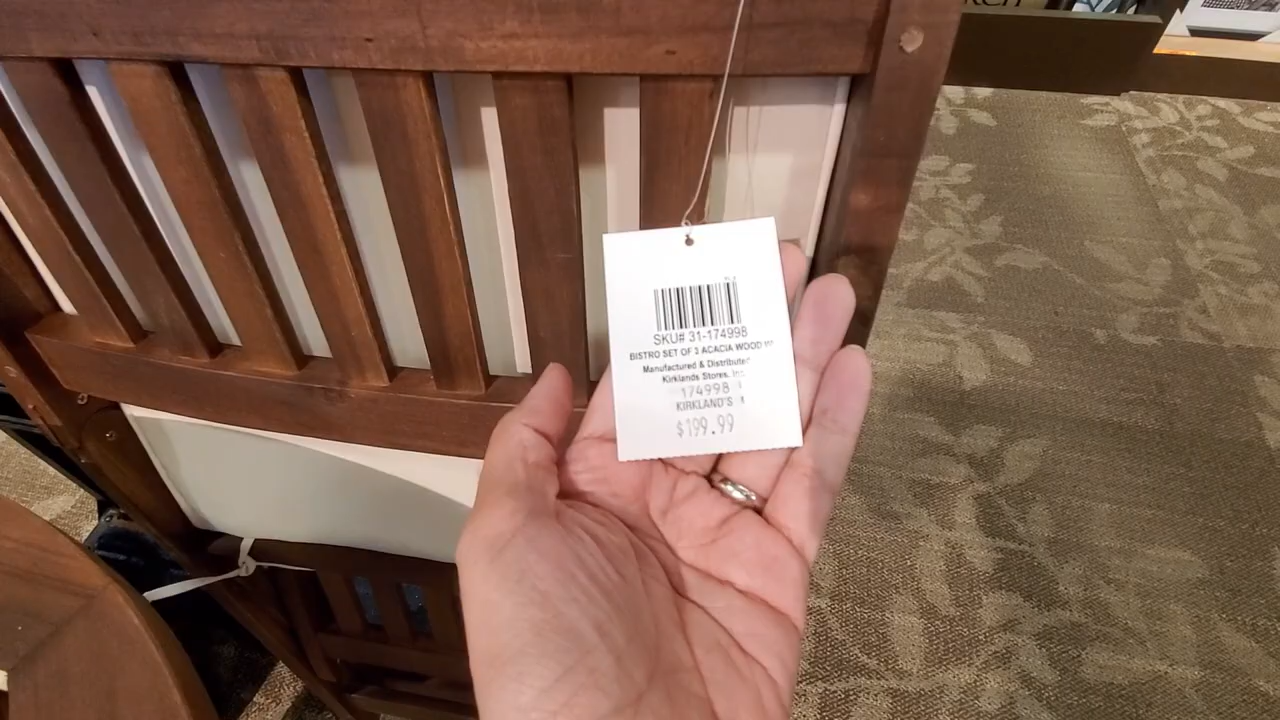 SKU# 31-174998
BISTRO SET OF 3 ACACIA WOOD W
Manufactured & Distributed
Kirklands Stores, Inc.
174998
KIRKLAND'S
$199.99